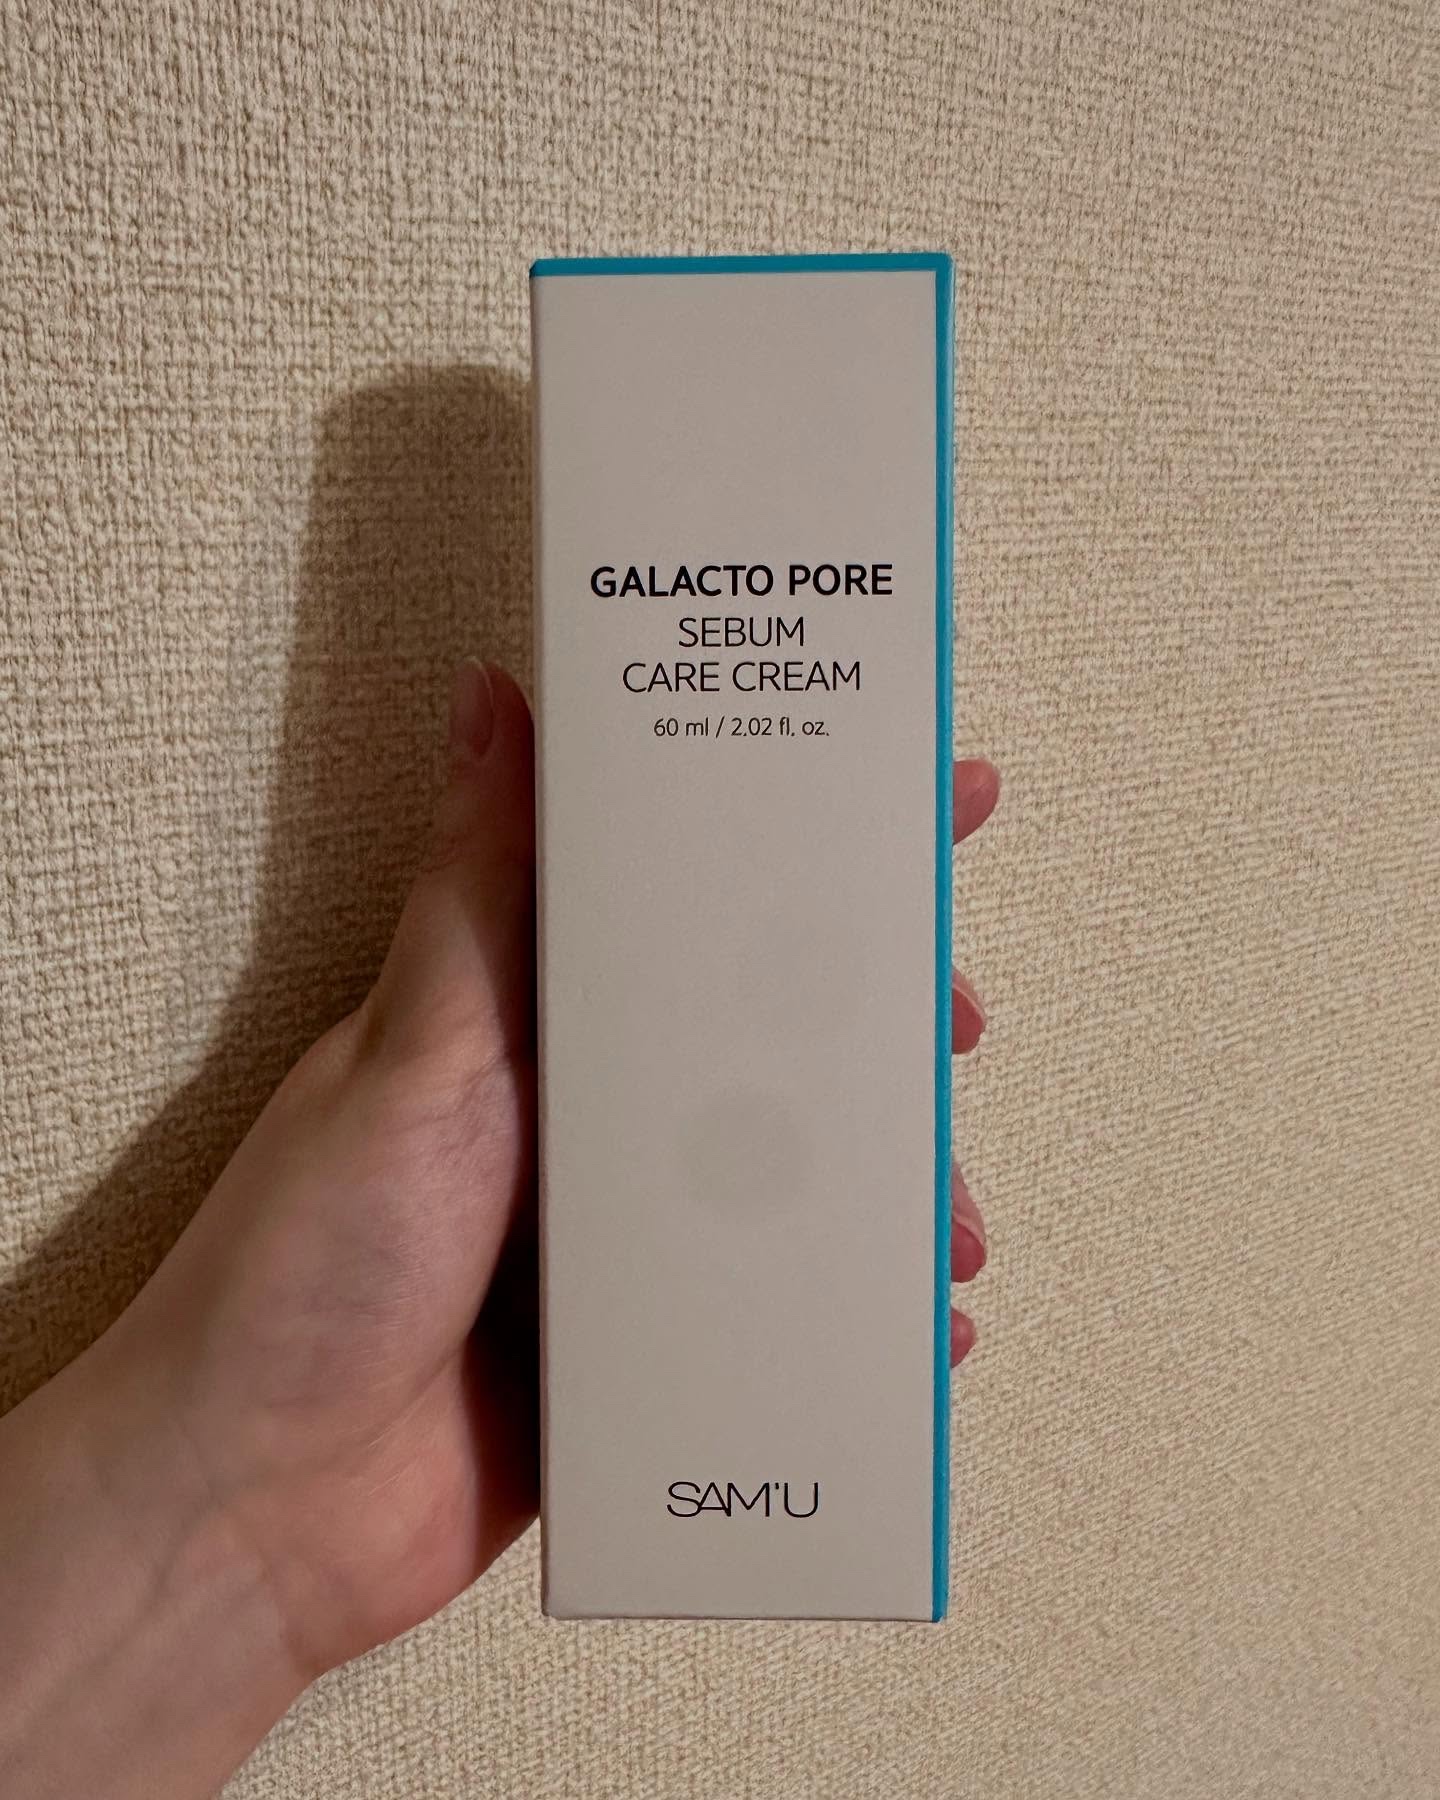 GALACTO PORE
SEBUM
CARE CREAM
60 ml / 2.02 fl. oz.
SAM'U